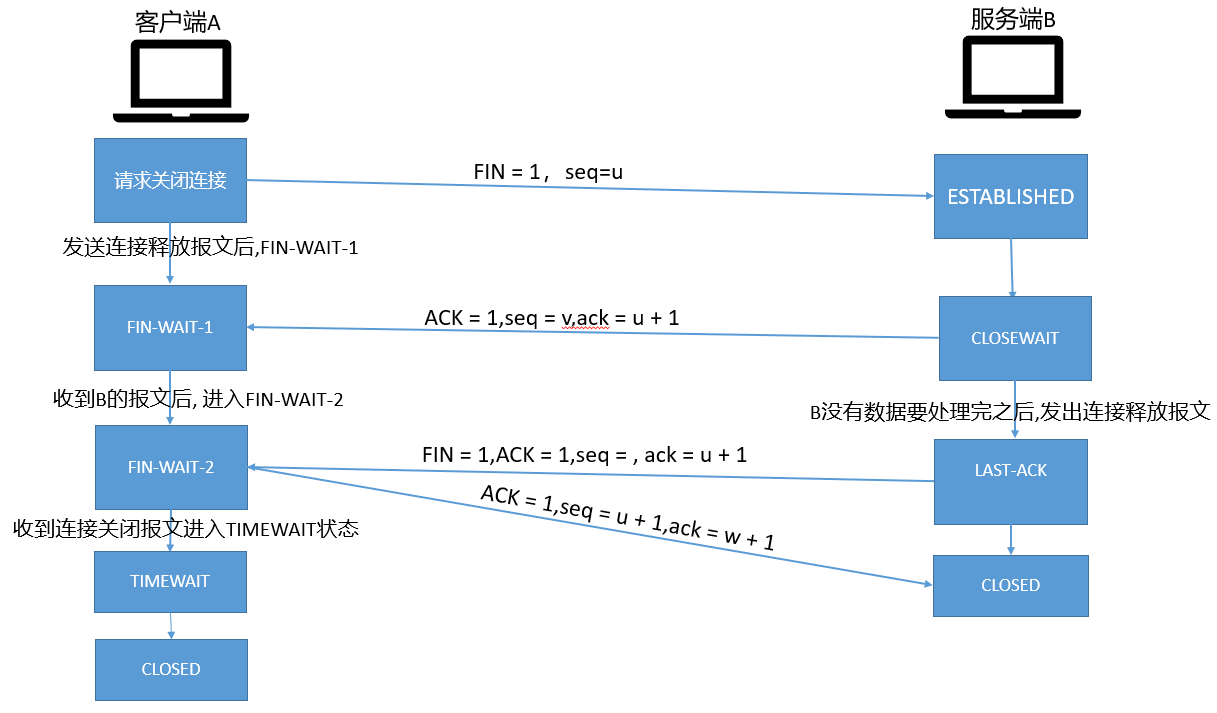 客户端A
服务端B
请求关闭连接
FIN = 1，seq=u
ESTABLISHED
发送连接释放报文后,FIN-WAIT-1
FIN-WAIT-1
ACK = 1,seq = v,ack = u + 1
CLOSEWAIT
收到B的报文后, 进入FIN-WAIT-2
B没有数据要处理完之后,发出连接释放报文
FIN-WAIT-2
FIN = 1,ACK = 1,seq = , ack = u + 1
LAST-ACK
ACK = 1,seq = u + 1,ack = w + 1
收到连接关闭报文进入TIMEWAIT状态
TIMEWAIT
CLOSED
CLOSED